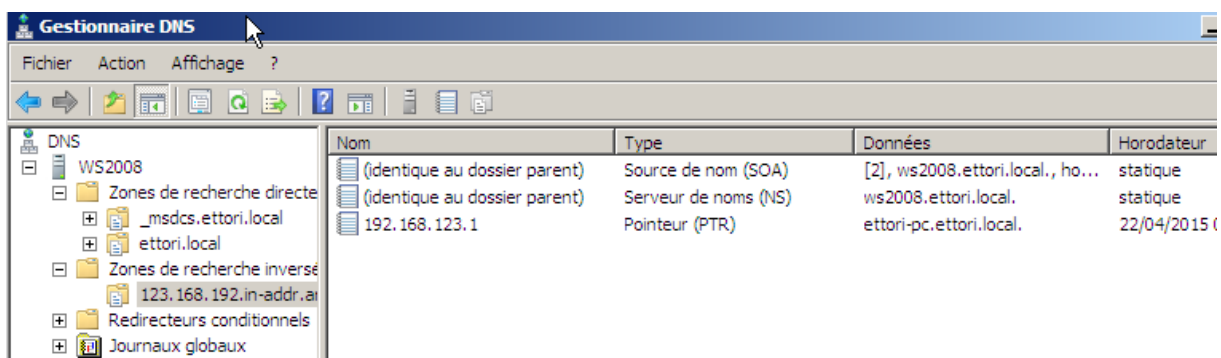 Gestionnaire DNS
Fichier Action Affichage ?
DNS
WS2008
Zones de recherche directe
_msdcs.ettori.local
ettori.local
Zones de recherche inversé
123.168.192.in-addr.ar
Redirecteurs conditionnels
Journaux globaux
Nom Type Données Horodateur
(identique au dossier parent) Source de nom (SOA) [2], ws2008.ettori.local., ho... statique
(identique au dossier parent) Serveur de noms (NS) ws2008.ettori.local. statique
192.168.123.1 Pointeur (PTR) ettori-pc.ettori.local. 22/04/2015